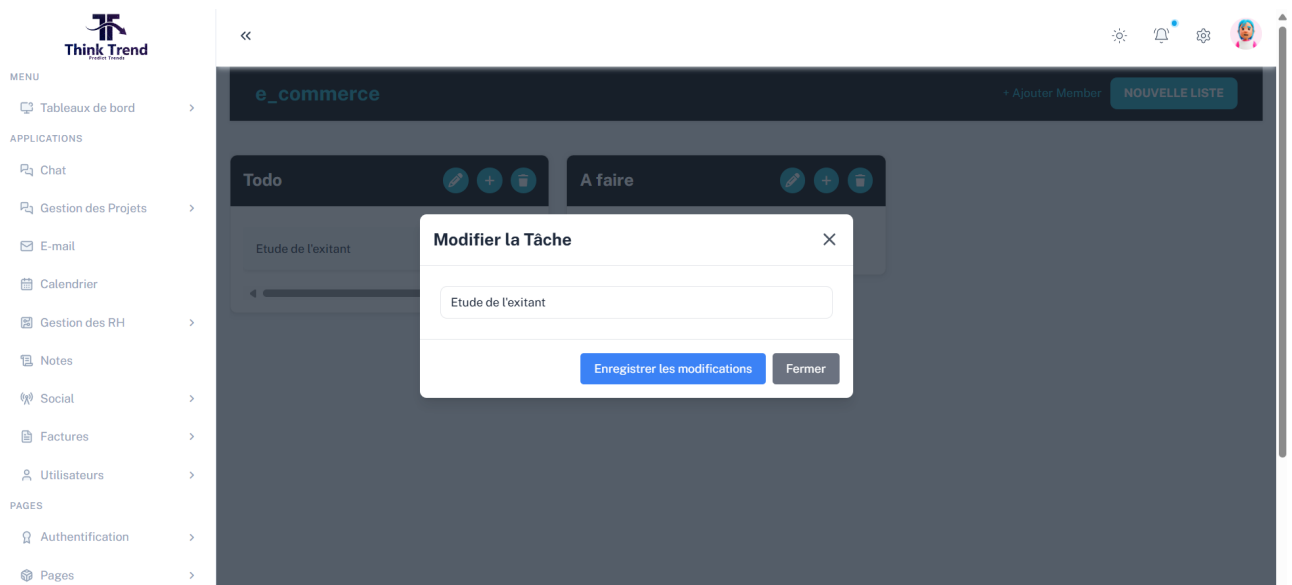 Think Trend
Predict Trends
MENU
Tableaux de bord
APPLICATIONS
Chat
Gestion des Projets
E-mail
Calendrier
Gestion des RH
Notes
Social
Factures
Utilisateurs
PAGES
Authentification
Pages
e_commerce
+ Ajouter Member
NOUVELLE LISTE
Todo
A faire
Etude de l'exitant
Modifier la Tâche
Etude de l'exitant
Enregistrer les modifications
Fermer